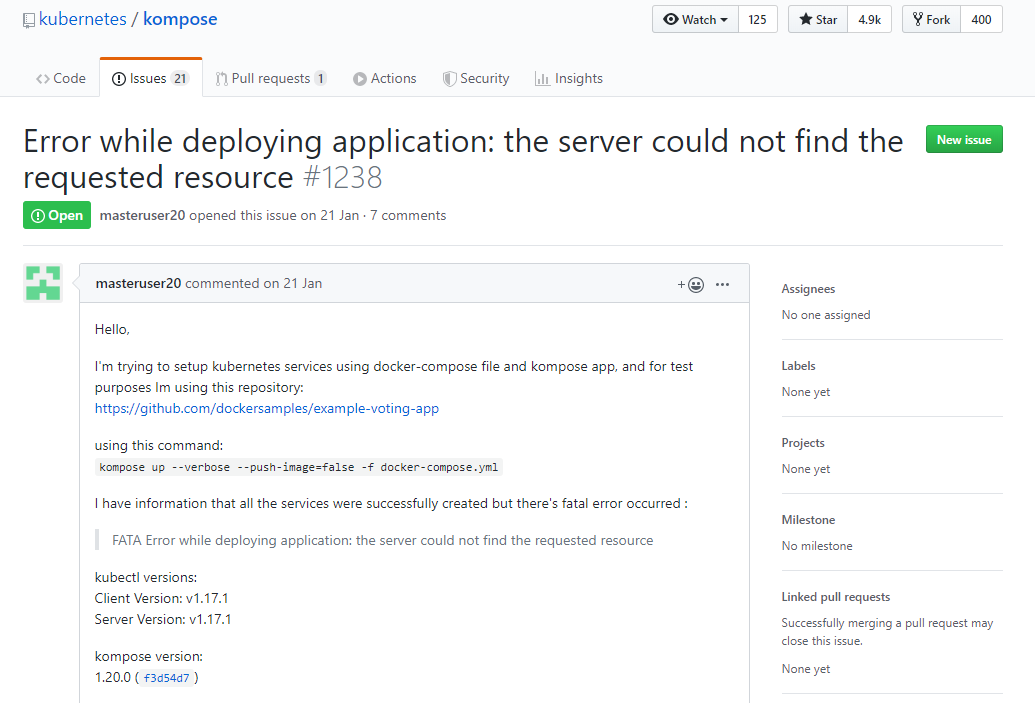 kubernetes / kompose
Watch 125 Star 4.9k Fork 400
Code Issues 21 Pull requests 1 Actions Security Insights
Error while deploying application: the server could not find the
requested resource #1238
New issue
Open masteruser20 opened this issue on 21 Jan · 7 comments
masteruser20 commented on 21 Jan
Hello,
I'm trying to setup kubernetes services using docker-compose file and kompose app, and for test
purposes Im using this repository:
https://github.com/dockersamples/example-voting-app
using this command:
kompose up --verbose --push-image=false -f docker-compose.yml
I have information that all the services were successfully created but there's fatal error occurred :
FATA Error while deploying application: the server could not find the requested resource
kubectl versions:
Client Version: v1.17.1
Server Version: v1.17.1
kompose version:
1.20.0 ( f3d54d7 )
Assignees
No one assigned
Labels
None yet
Projects
None yet
Milestone
No milestone
Linked pull requests
Successfully merging a pull request may
close this issue.
None yet